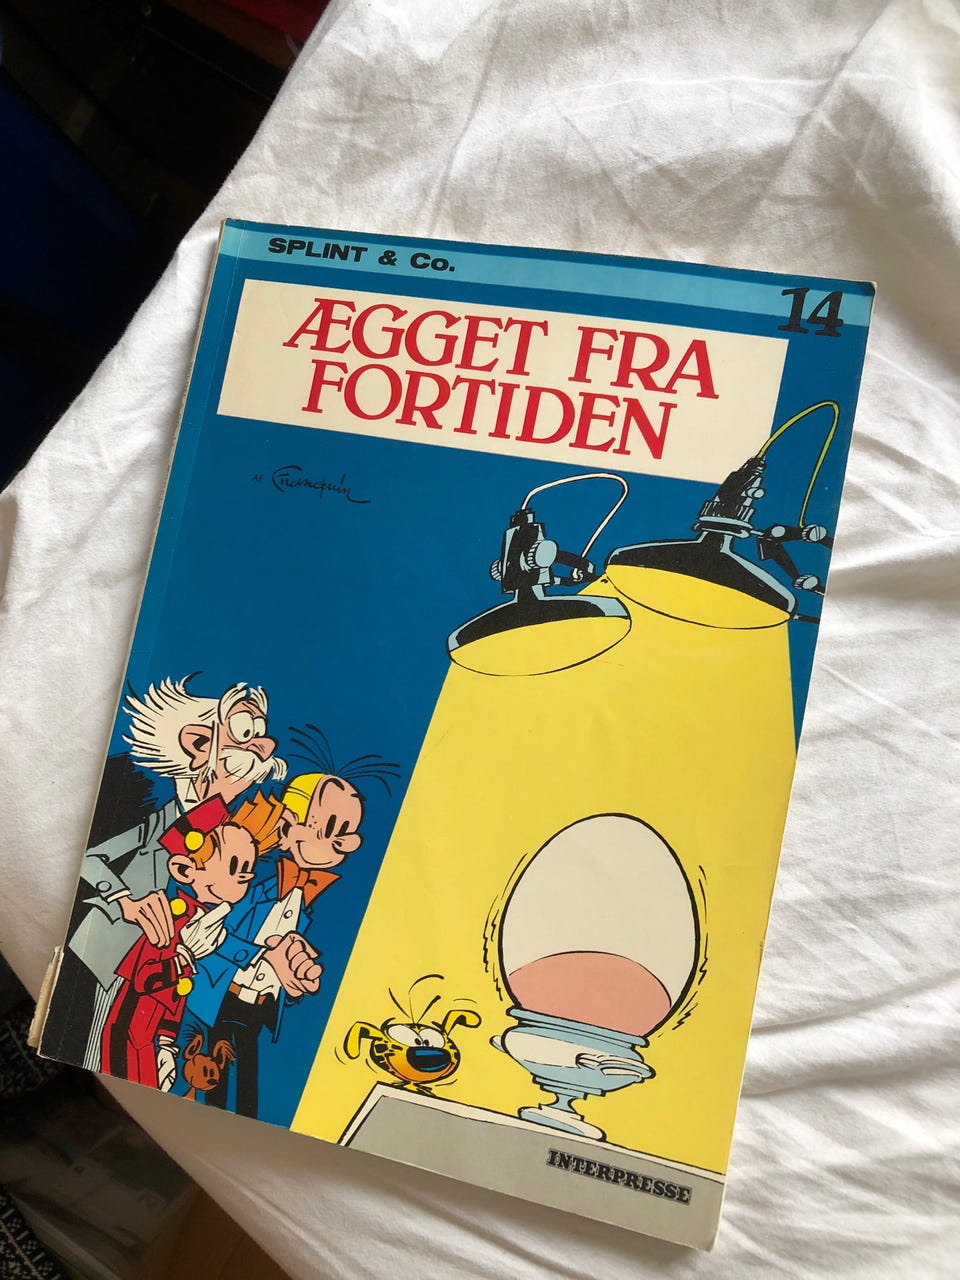 SPLINT & Co.
14
ÆGGET FRA
FORTIDEN
AF Franquin
INTERPRESSE